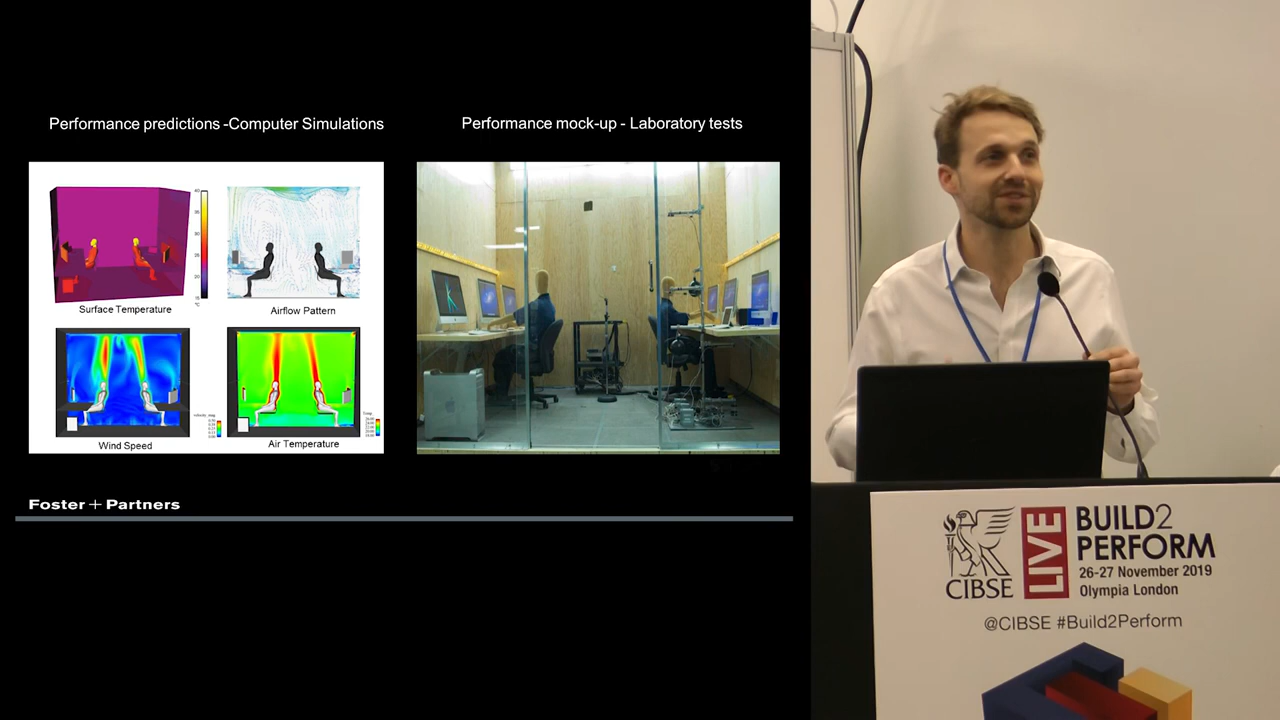 Performance predictions -Computer Simulations
Performance mock-up - Laboratory tests
Surface Temperature
Airflow Pattern
Wind Speed
Air Temperature
Foster + Partners
CIBSE
LIVE
BUILD2
PERFORM
26-27 November 2019
Olympia London
@CIBSE #Build2Perform